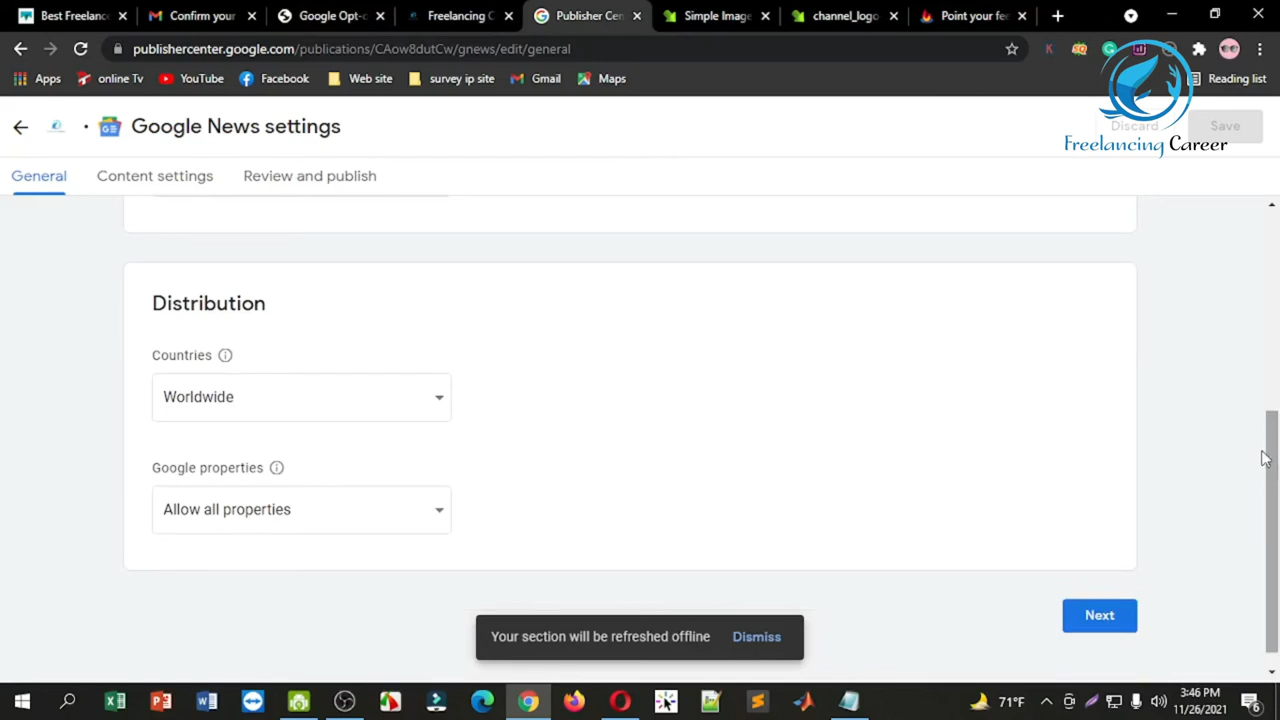 Best Freelance
Confirm your
Google Opt-o
Freelancing C
Publisher Cen
Simple Image
channel_logo
Point your fee
publishercenter.google.com/publications/CAow8dutCw/gnews/edit/general
Apps
online Tv
YouTube
Facebook
Web site
survey ip site
Gmail
Maps
Reading list
Google News settings
Discard
Save
Freelancing Career
General
Content settings
Review and publish
Distribution
Countries
Worldwide
Google properties
Allow all properties
Next
Your section will be refreshed offline Dismiss
71°F
3:46 PM
11/26/2021
6